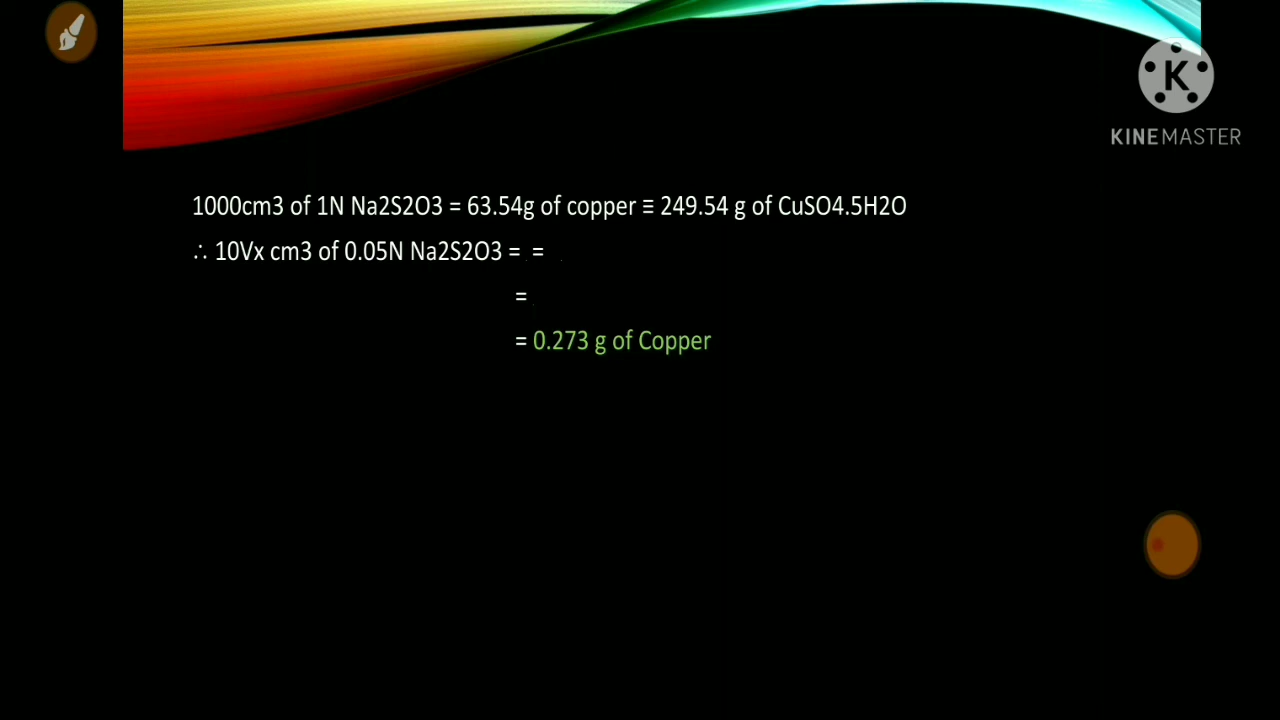 K
KINEMASTER
1000cm3 of 1N Na2S2O3 = 63.54g of copper ≡ 249.54 g of CuSO4.5H2O
∴ 10Vx cm3 of 0.05N Na2S2O3 = =
=
= 0.273 g of Copper